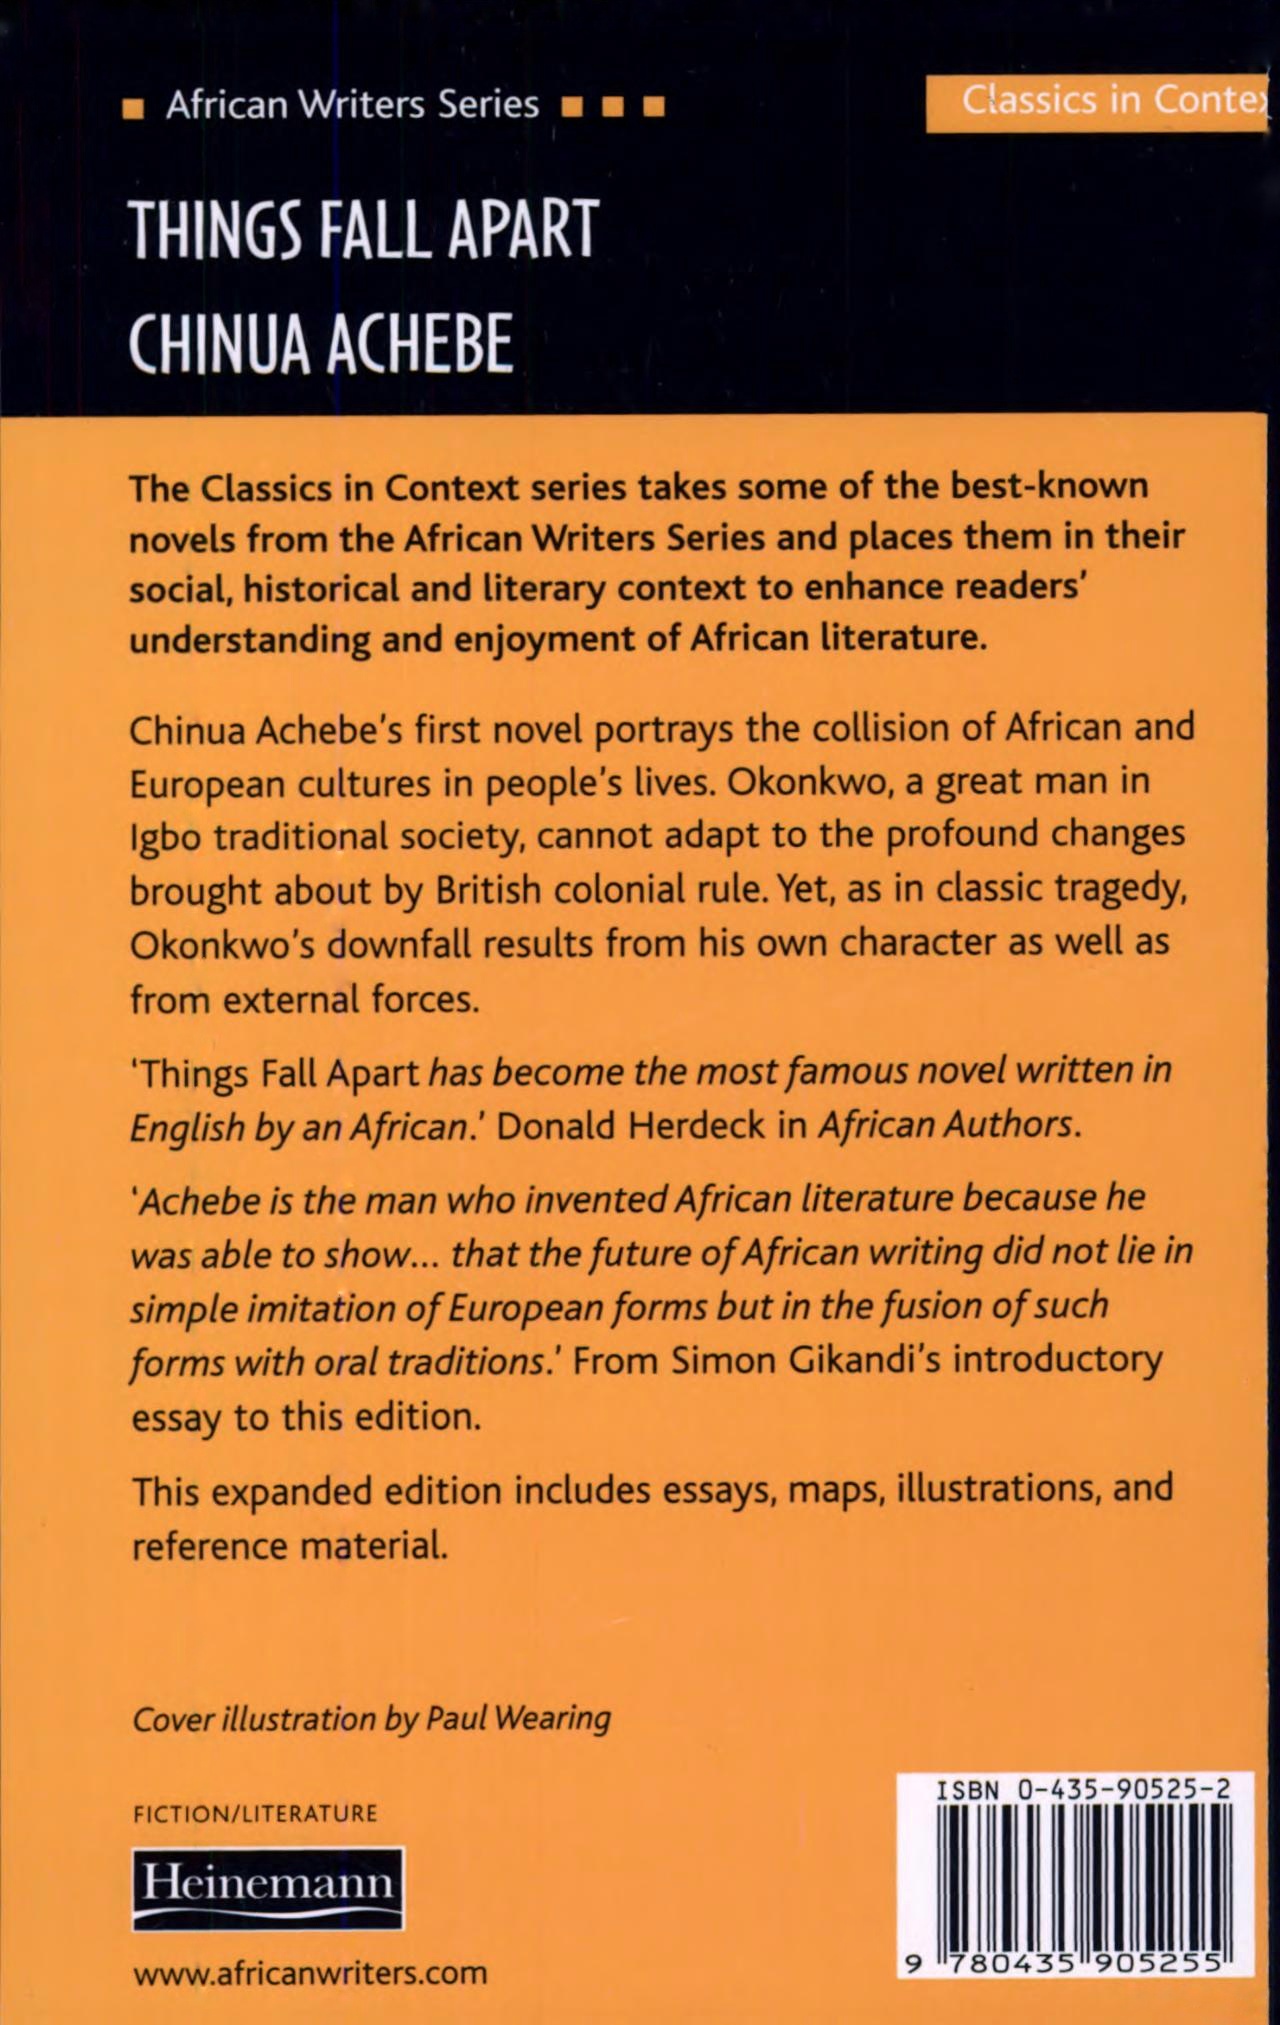 African Writers Series
Classics in Contex
THINGS FALL APART
CHINUA ACHEBE
The Classics in Context series takes some of the best-known
novels from the African Writers Series and places them in their
social, historical and literary context to enhance readers’
understanding and enjoyment of African literature.
Chinua Achebe’s first novel portrays the collision of African and
European cultures in people’s lives. Okonkwo, a great man in
Igbo traditional society, cannot adapt to the profound changes
brought about by British colonial rule. Yet, as in classic tragedy,
Okonkwo’s downfall results from his own character as well as
from external forces.
‘Things Fall Apart has become the most famous novel written in
English by an African.’ Donald Herdeck in African Authors.
‘Achebe is the man who invented African literature because he
was able to show... that the future of African writing did not lie in
simple imitation of European forms but in the fusion of such
forms with oral traditions.’ From Simon Gikandi’s introductory
essay to this edition.
This expanded edition includes essays, maps, illustrations, and
reference material.
Cover illustration by Paul Wearing
FICTION/LITERATURE
Heinemann
www.africanwriters.com
ISBN 0-435-90525-2
9 780435 905255